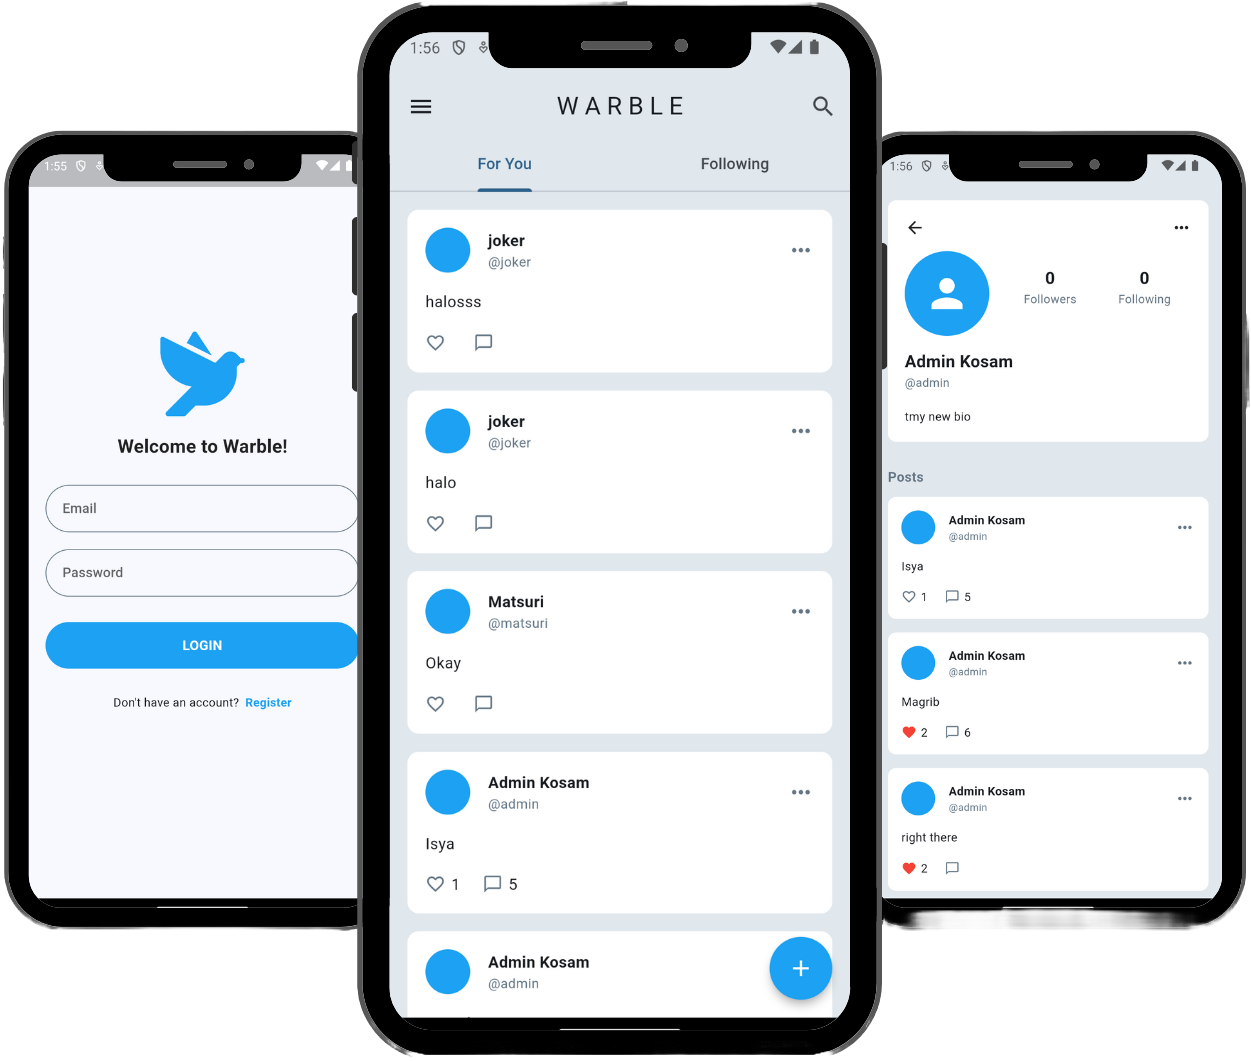 1:55
Welcome to Warble!
Email
Password
LOGIN
Don't have an account? Register
1:56
WARBLE
For You
Following
joker
@joker
halosss
joker
@joker
halo
Matsuri
@matsuri
Okay
Admin Kosam
@admin
Isya
1 5
Admin Kosam
@admin
1:56
0 0
Followers Following
Admin Kosam
@admin
tmy new bio
Posts
Admin Kosam
@admin
Isya
1 5
Admin Kosam
@admin
Magrib
2 6
Admin Kosam
@admin
right there
2